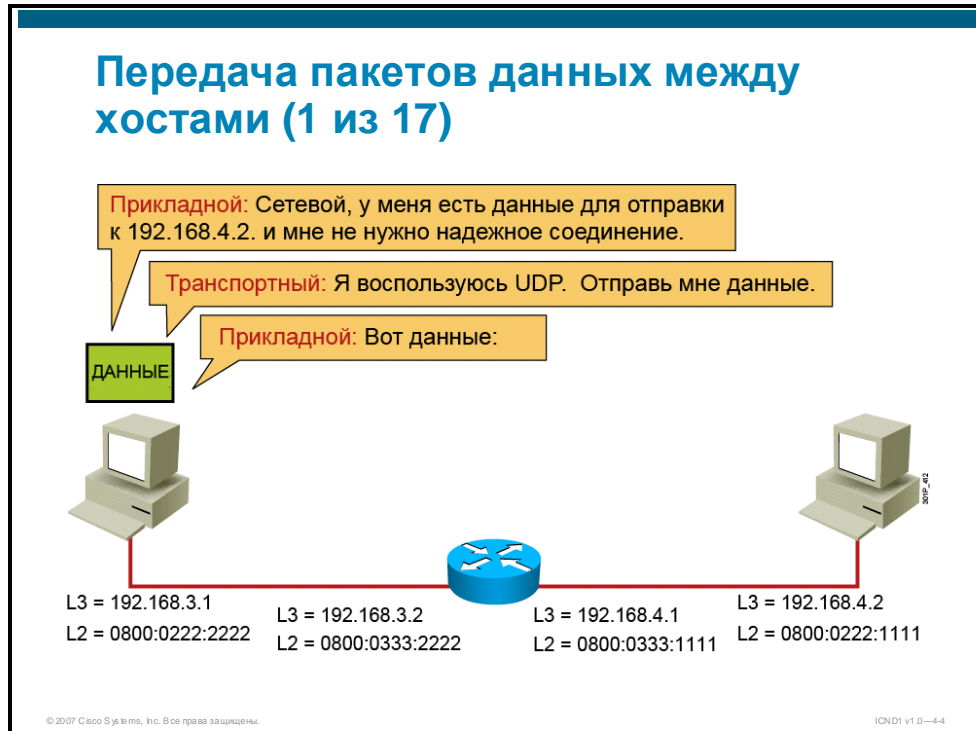 Передача пакетов данных между
хостами (1 из 17)
Прикладной: Сетевой, у меня есть данные для отправки
к 192.168.4.2. и мне не нужно надежное соединение.
Транспортный: Я воспользуюсь UDP. Отправь мне данные.
Прикладной: Вот данные:
ДАННЫЕ
301P_412
L3 = 192.168.3.1
L2 = 0800:0222:2222
L3 = 192.168.3.2
L2 = 0800:0333:2222
L3 = 192.168.4.1
L2 = 0800:0333:1111
L3 = 192.168.4.2
L2 = 0800:0222:1111
© 2007 Cisco Systems, Inc. Все права защищены.
ICND1 v1.0—4-4